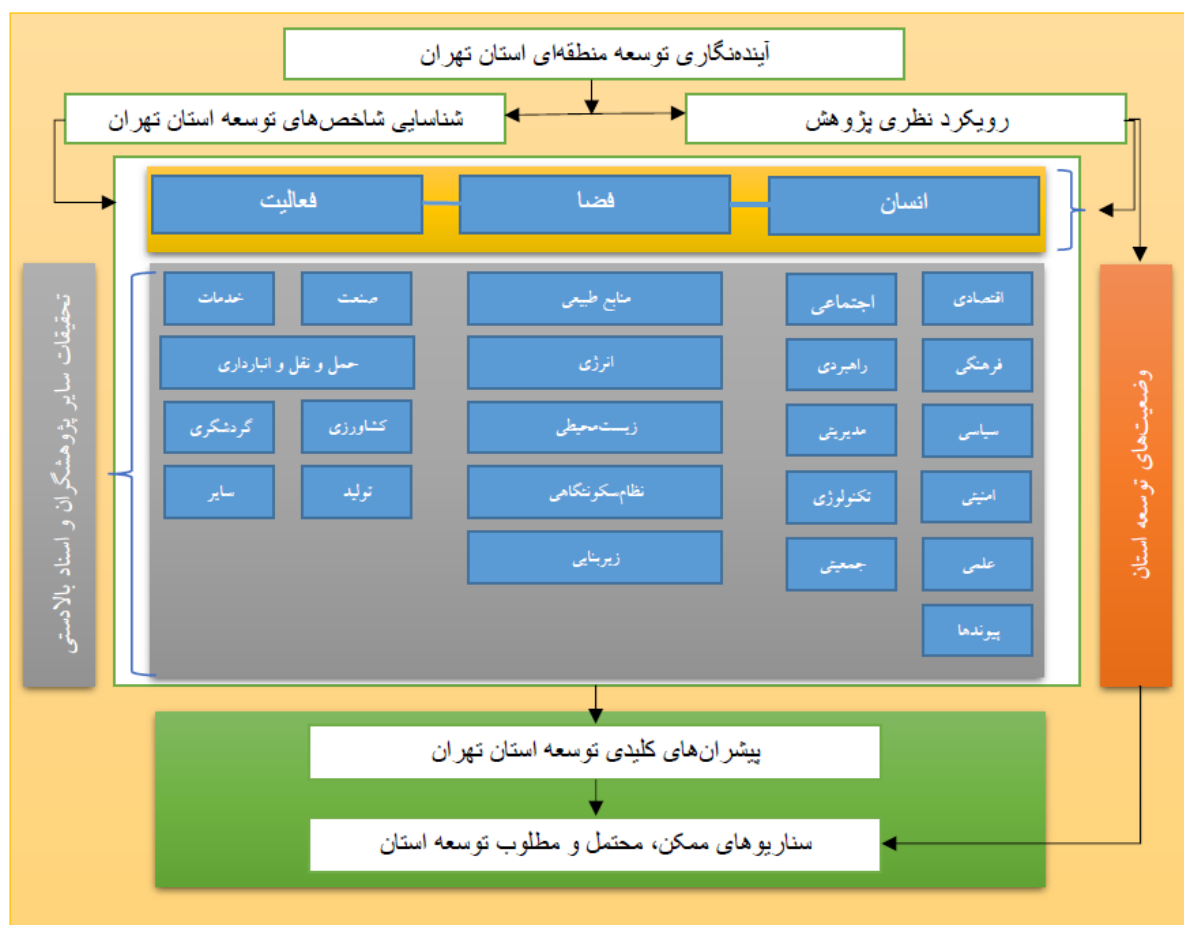 آینده‌نگاری توسعه منطقه‌ای استان تهران
رویکرد نظری پژوهش
شناسایی شاخص‌های توسعه استان تهران
انسان
فضا
فعالیت
اقتصادی
اجتماعی
منابع طبیعی
صنعت
خدمات
فرهنگی
راهبردی
انرژی
حمل و نقل و انبارداری
سیاسی
مدیریتی
زیست‌محیطی
کشاورزی
گردشگری
امنیتی
تکنولوژی
نظام‌سکونتگاهی
تولید
سایر
علمی
جمعیتی
زیربنایی
پیوندها
وضعیت‌های توسعه استان
تحقیقات سایر پژوهشگران و اسناد بالادستی
پیشران‌های کلیدی توسعه استان تهران
سناریوهای ممکن، محتمل و مطلوب توسعه استان